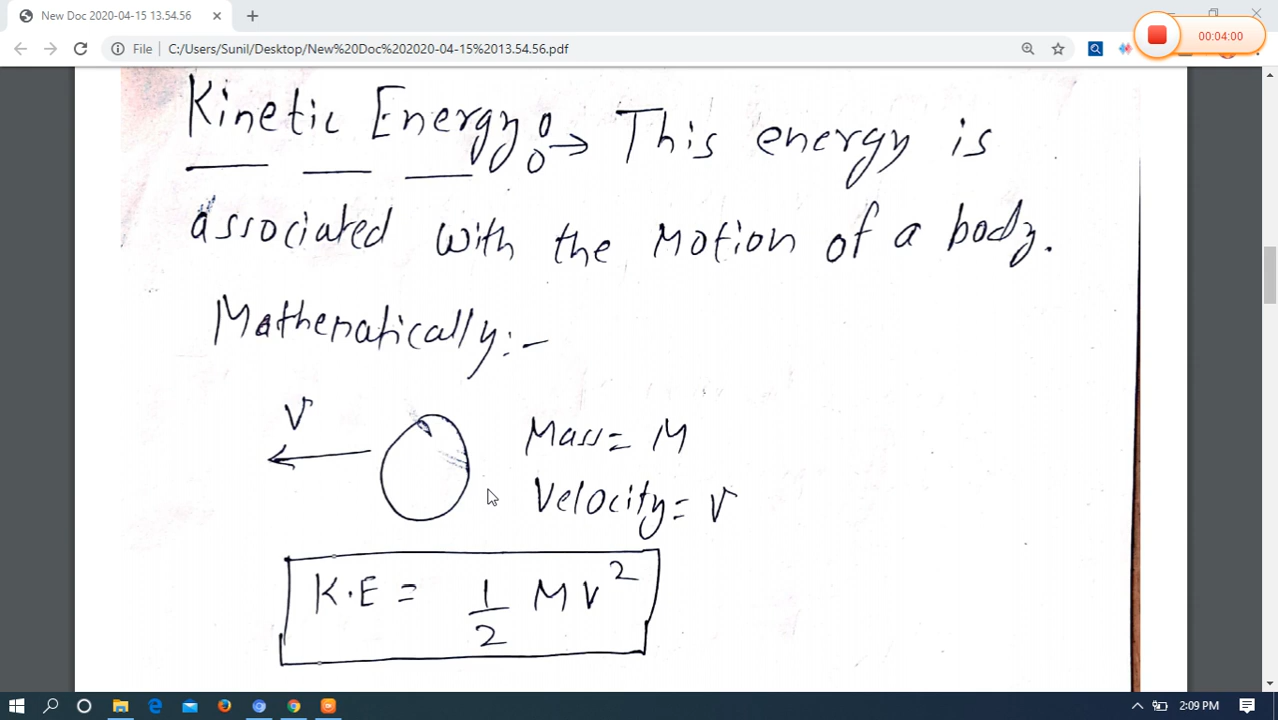 New Doc 2020-04-15 13.54.56
00:04:00
File
C:/Users/Sunil/Desktop/New%20Doc%202020-04-15%2013.54.56.pdf
Kinetic Energy:→ This energy is
associated with the motion of a body.
Mathematically:-
V
Mass = M
Velocity = V
K.E = 1/2 MV²
2:09 PM